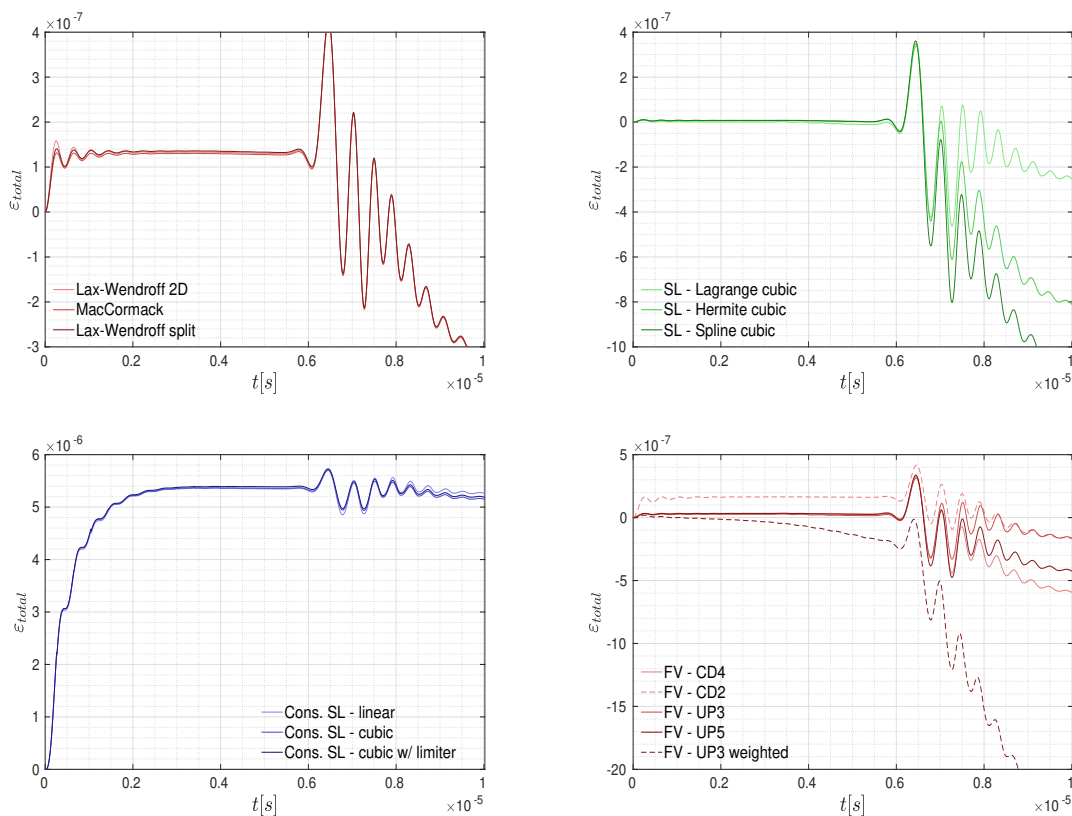 ×10⁻⁷
4
3
2
1
0
-1
-2
-3
ε_total
Lax-Wendroff 2D
MacCormack
Lax-Wendroff split
0 0.2 0.4 0.6 0.8 1
t[s] ×10⁻⁵
×10⁻⁷
4
2
0
-2
-4
-6
-8
-10
ε_total
SL - Lagrange cubic
SL - Hermite cubic
SL - Spline cubic
0 0.2 0.4 0.6 0.8 1
t[s] ×10⁻⁵
×10⁻⁶
6
5
4
3
2
1
0
ε_total
Cons. SL - linear
Cons. SL - cubic
Cons. SL - cubic w/ limiter
0 0.2 0.4 0.6 0.8 1
t[s] ×10⁻⁵
×10⁻⁷
5
0
-5
-10
-15
-20
ε_total
FV - CD4
FV - CD2
FV - UP3
FV - UP5
FV - UP3 weighted
0 0.2 0.4 0.6 0.8 1
t[s] ×10⁻⁵